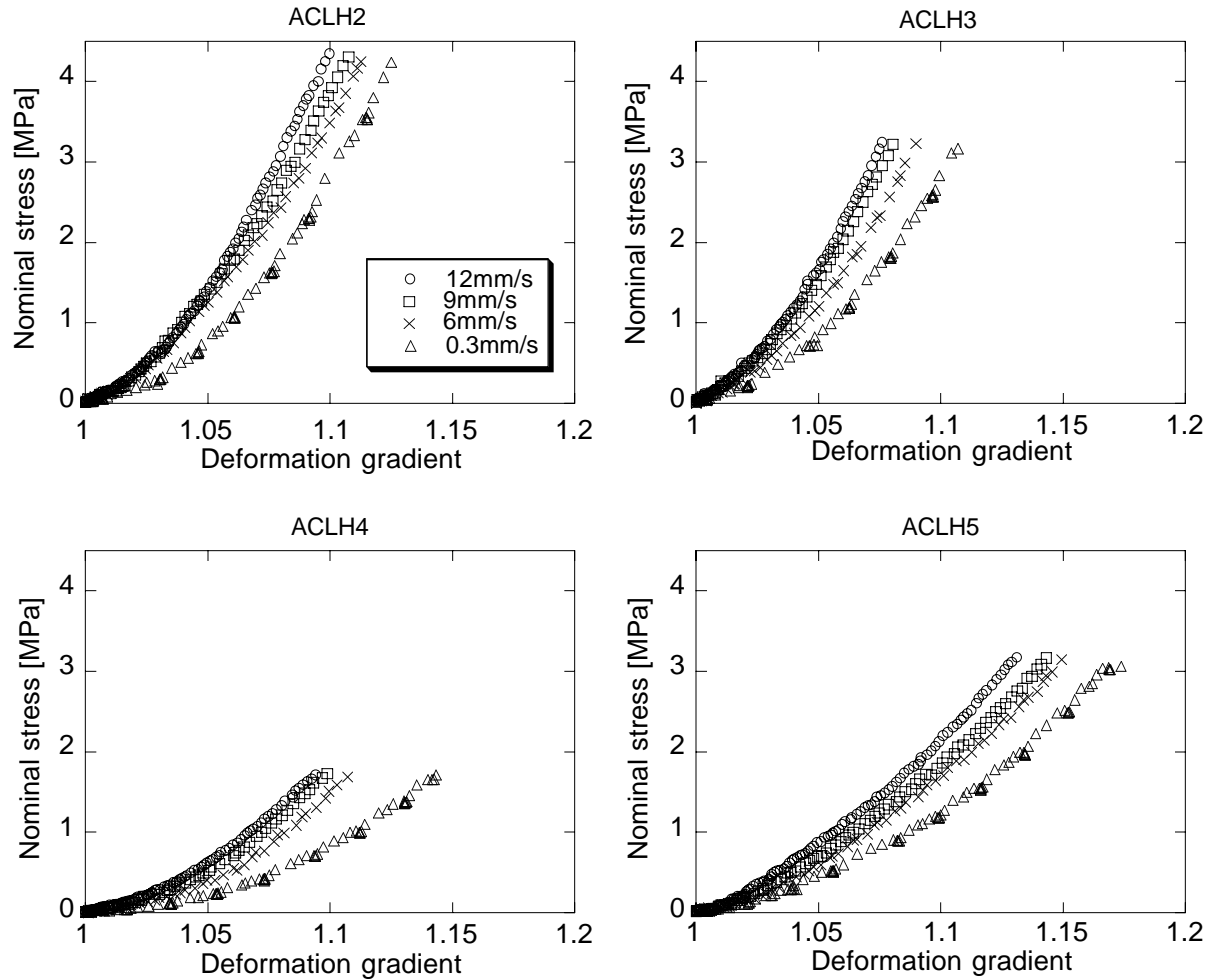 ACLH2
Nominal stress [MPa]
4
3
2
1
0
1 1.05 1.1 1.15 1.2
Deformation gradient
12mm/s
9mm/s
6mm/s
0.3mm/s
ACLH3
Nominal stress [MPa]
4
3
2
1
0
1 1.05 1.1 1.15 1.2
Deformation gradient
ACLH4
Nominal stress [MPa]
4
3
2
1
0
1 1.05 1.1 1.15 1.2
Deformation gradient
ACLH5
Nominal stress [MPa]
4
3
2
1
0
1 1.05 1.1 1.15 1.2
Deformation gradient